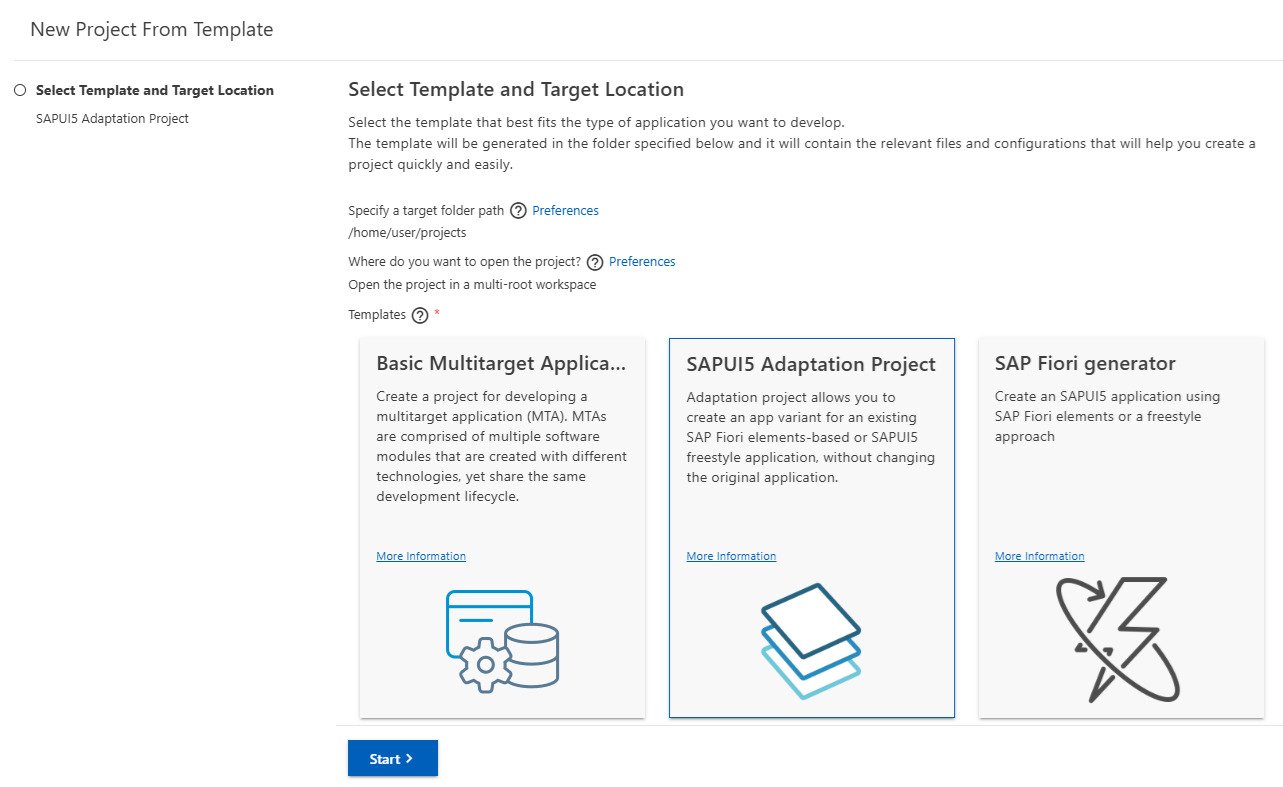 New Project From Template
Select Template and Target Location
SAPUI5 Adaptation Project
Select Template and Target Location
Select the template that best fits the type of application you want to develop.
The template will be generated in the folder specified below and it will contain the relevant files and configurations that will help you create a
project quickly and easily.
Specify a target folder path ? Preferences
/home/user/projects
Where do you want to open the project? ? Preferences
Open the project in a multi-root workspace
Templates ? *
Basic Multitarget Applica...
Create a project for developing a
multitarget application (MTA). MTAs
are comprised of multiple software
modules that are created with different
technologies, yet share the same
development lifecycle.
More Information
SAPUI5 Adaptation Project
Adaptation project allows you to
create an app variant for an existing
SAP Fiori elements-based or SAPUI5
freestyle application, without changing
the original application.
More Information
SAP Fiori generator
Create an SAPUI5 application using
SAP Fiori elements or a freestyle
approach
More Information
Start >